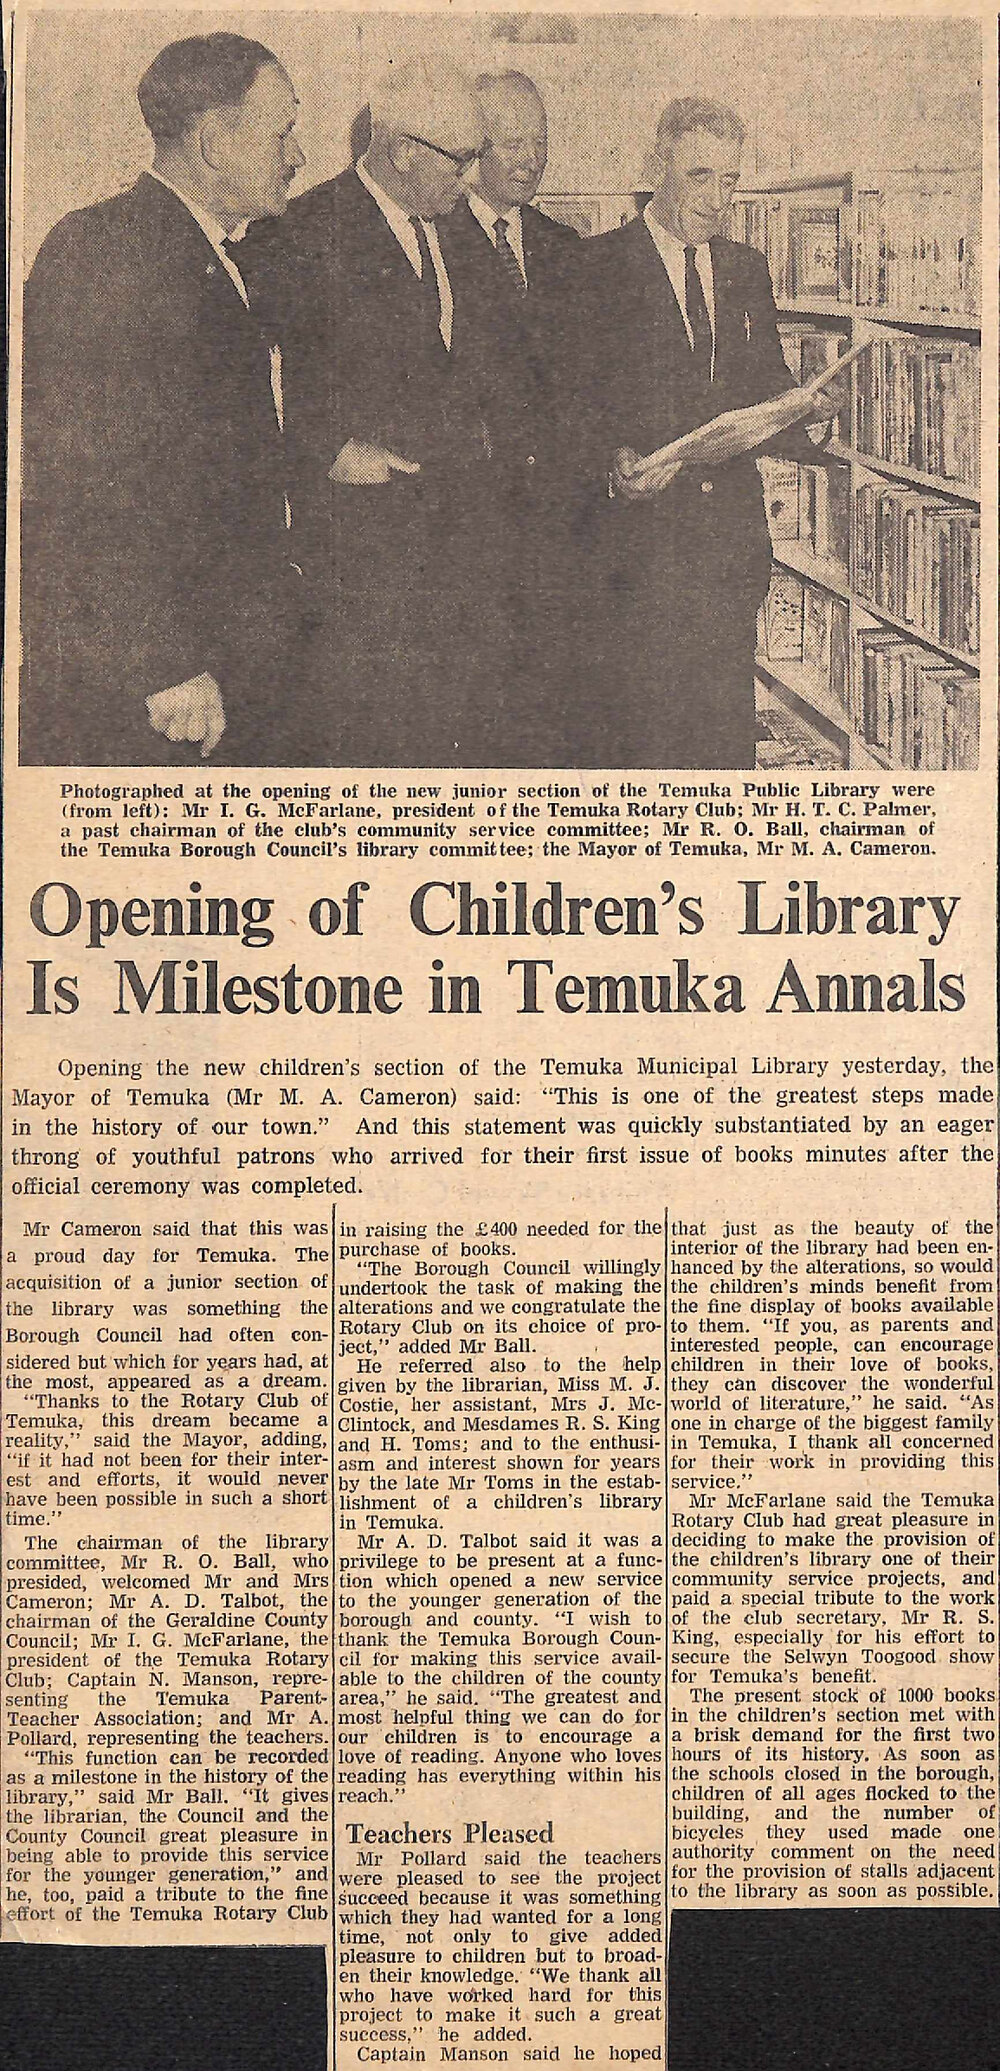 Photographed at the opening of the new junior section of the Temuka Public Library were
(from left): Mr I. G. McFarlane, president of the Temuka Rotary Club; Mr H. T. C. Palmer,
a past chairman of the club's community service committee; Mr R. O. Ball, chairman of
the Temuka Borough Council's library committee; the Mayor of Temuka, Mr M. A. Cameron.
Opening of Children's Library
Is Milestone in Temuka Annals
Opening the new children's section of the Temuka Municipal Library yesterday, the
Mayor of Temuka (Mr M. A. Cameron) said: "This is one of the greatest steps made
in the history of our town." And this statement was quickly substantiated by an eager
throng of youthful patrons who arrived for their first issue of books minutes after the
official ceremony was completed.
Mr Cameron said that this was
a proud day for Temuka. The
acquisition of a junior section of
the library was something the
Borough Council had often con-
sidered but which for years had, at
the most, appeared as a dream.
"Thanks to the Rotary Club of
Temuka, this dream became a
reality," said the Mayor, adding,
"if it had not been for their inter-
est and efforts, it would never
have been possible in such a short
time."
The chairman of the library
committee, Mr R. O. Ball, who
presided, welcomed Mr and Mrs
Cameron; Mr A. D. Talbot, the
chairman of the Geraldine County
Council; Mr I. G. McFarlane, the
president of the Temuka Rotary
Club; Captain N. Manson, repre-
senting the Temuka Parent-
Teacher Association; and Mr A.
Pollard, representing the teachers.
"This function can be recorded
as a milestone in the history of the
library," said Mr Ball. "It gives
the librarian, the Council and the
County Council great pleasure in
being able to provide this service
for the younger generation," and
he, too, paid a tribute to the fine
effort of the Temuka Rotary Club
in raising the £400 needed for the
purchase of books.
"The Borough Council willingly
undertook the task of making the
alterations and we congratulate the
Rotary Club on its choice of pro-
ject," added Mr Ball.
He referred also to the help
given by the librarian, Miss M. J.
Costie, her assistant, Mrs J. Mc-
Clintock, and Mesdames R. S. King
and H. Toms; and to the enthusi-
asm and interest shown for years
by the late Mr Toms in the estab-
lishment of a children's library
in Temuka.
Mr A. D. Talbot said it was a
privilege to be present at a func-
tion which opened a new service
to the younger generation of the
borough and county. "I wish to
thank the Temuka Borough Coun-
cil for making this service avail-
able to the children of the county
area," he said. "The greatest and
most helpful thing we can do for
our children is to encourage a
love of reading. Anyone who loves
reading has everything within his
reach."
Teachers Pleased
Mr Pollard said the teachers
were pleased to see the project
succeed because it was something
which they had wanted for a long
time, not only to give added
pleasure to children but to broad-
en their knowledge. "We thank all
who have worked hard for this
project to make it such a great
success," he added.
Captain Manson said he hoped
that just as the beauty of the
interior of the library had been en-
hanced by the alterations, so would
the children's minds benefit from
the fine display of books available
to them. "If you, as parents and
interested people, can encourage
children in their love of books,
they can discover the wonderful
world of literature," he said. "As
one in charge of the biggest family
in Temuka, I thank all concerned
for their work in providing this
service."
Mr McFarlane said the Temuka
Rotary Club had great pleasure in
deciding to make the provision of
the children's library one of their
community service projects, and
paid a special tribute to the work
of the club secretary, Mr R. S.
King, especially for his effort to
secure the Selwyn Toogood show
for Temuka's benefit.
The present stock of 1000 books
in the children's section met with
a brisk demand for the first two
hours of its history. As soon as
the schools closed in the borough,
children of all ages flocked to the
building, and the number of
bicycles they used made one
authority comment on the need
for the provision of stalls adjacent
to the library as soon as possible.